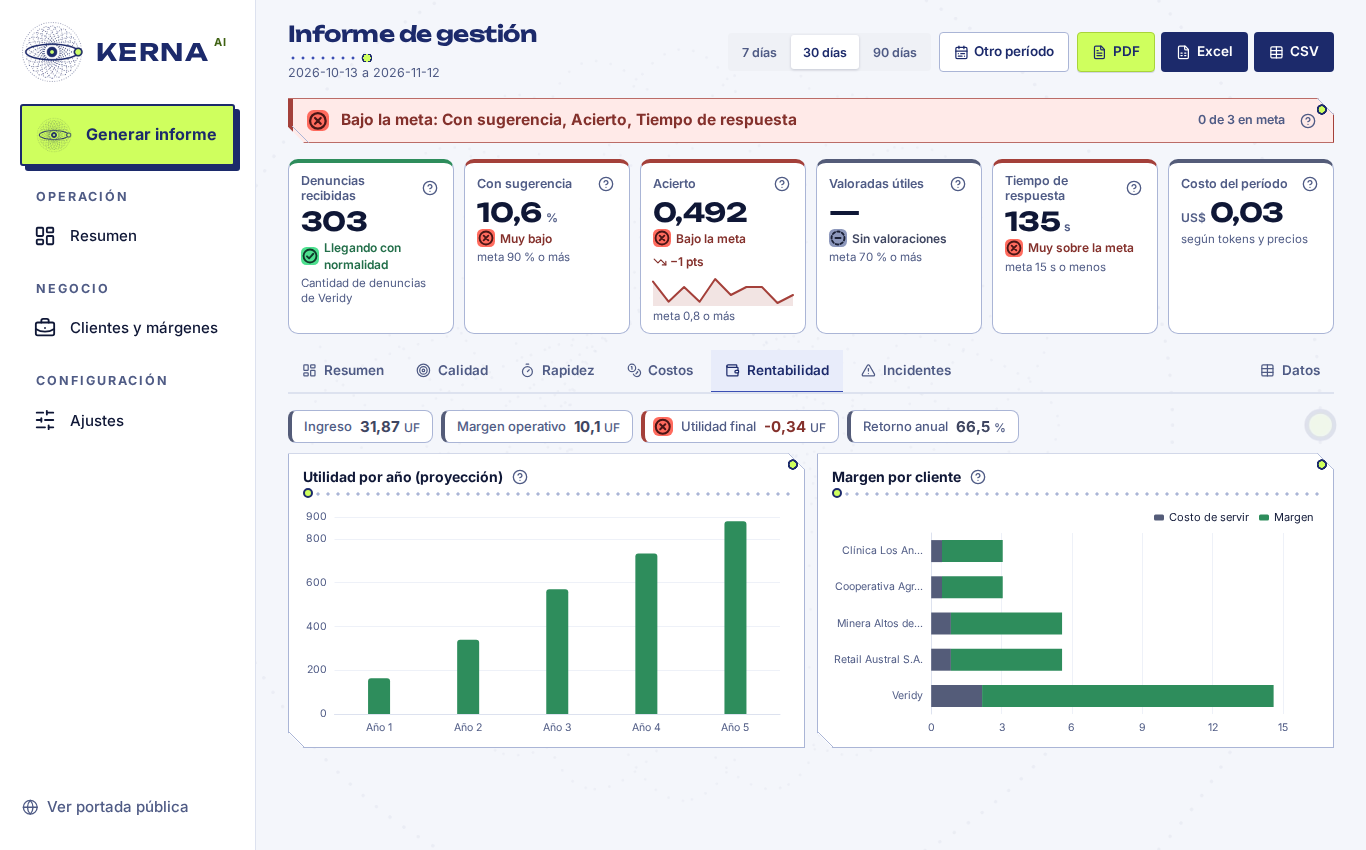 KERNA AI
Generar informe
OPERACIÓN
Resumen
NEGOCIO
Clientes y márgenes
CONFIGURACIÓN
Ajustes
Ver portada pública
Informe de gestión
2026-10-13 a 2026-11-12
7 días
30 días
90 días
Otro período
PDF
Excel
CSV
Bajo la meta: Con sugerencia, Acierto, Tiempo de respuesta
0 de 3 en meta
Denuncias
recibidas
303
Llegando con
normalidad
Cantidad de denuncias
de Veridy
Con sugerencia
10,6 %
Muy bajo
meta 90 % o más
Acierto
0,492
Bajo la meta
−1 pts
meta 0,8 o más
Valoradas útiles
—
Sin valoraciones
meta 70 % o más
Tiempo de
respuesta
135 s
Muy sobre la meta
meta 15 s o menos
Costo del período
US$ 0,03
según tokens y precios
Resumen
Calidad
Rapidez
Costos
Rentabilidad
Incidentes
Datos
Ingreso 31,87 UF
Margen operativo 10,1 UF
Utilidad final -0,34 UF
Retorno anual 66,5 %
Utilidad por año (proyección)
900
800
600
400
200
0
Año 1
Año 2
Año 3
Año 4
Año 5
Margen por cliente
Costo de servir
Margen
Clínica Los An...
Cooperativa Agr...
Minera Altos de...
Retail Austral S.A.
Veridy
0
3
6
9
12
15